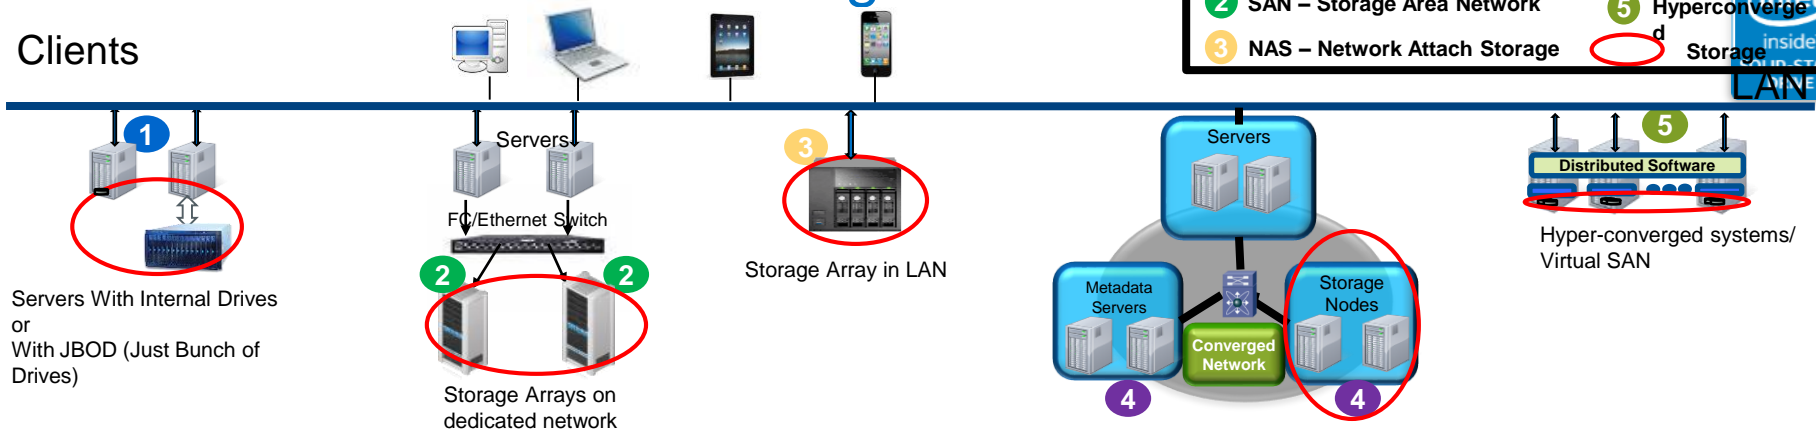 g
2 SAN – Storage Area Network
5 Hyperconverge
d
3 NAS – Network Attach Storage
Storage
inside
LAN
Clients
1
Servers
3
Servers
5
Distributed Software
FC/Ethernet Switch
2
2
Storage Array in LAN
Hyper-converged systems/
Virtual SAN
Metadata
Servers
Storage
Nodes
Servers With Internal Drives
or
With JBOD (Just Bunch of
Drives)
Converged
Network
Storage Arrays on
dedicated network
4
4